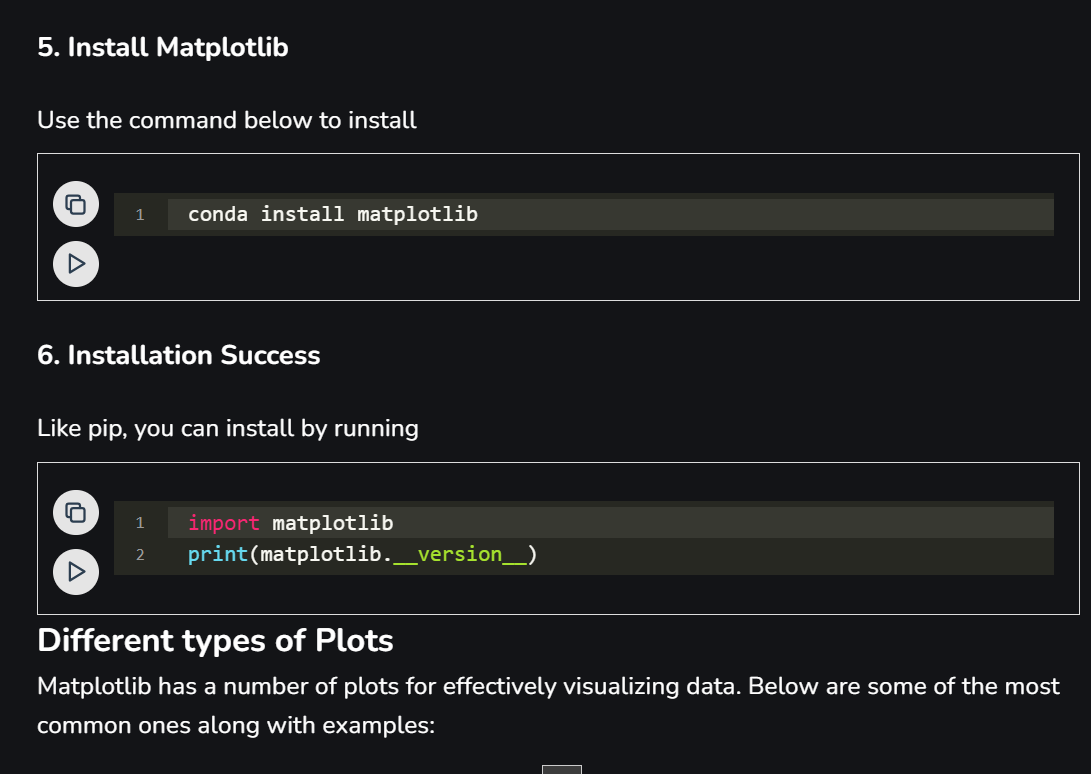 5. Install Matplotlib
Use the command below to install
1 conda install matplotlib
6. Installation Success
Like pip, you can install by running
1 import matplotlib
2 print(matplotlib.__version__)
Different types of Plots
Matplotlib has a number of plots for effectively visualizing data. Below are some of the most
common ones along with examples: